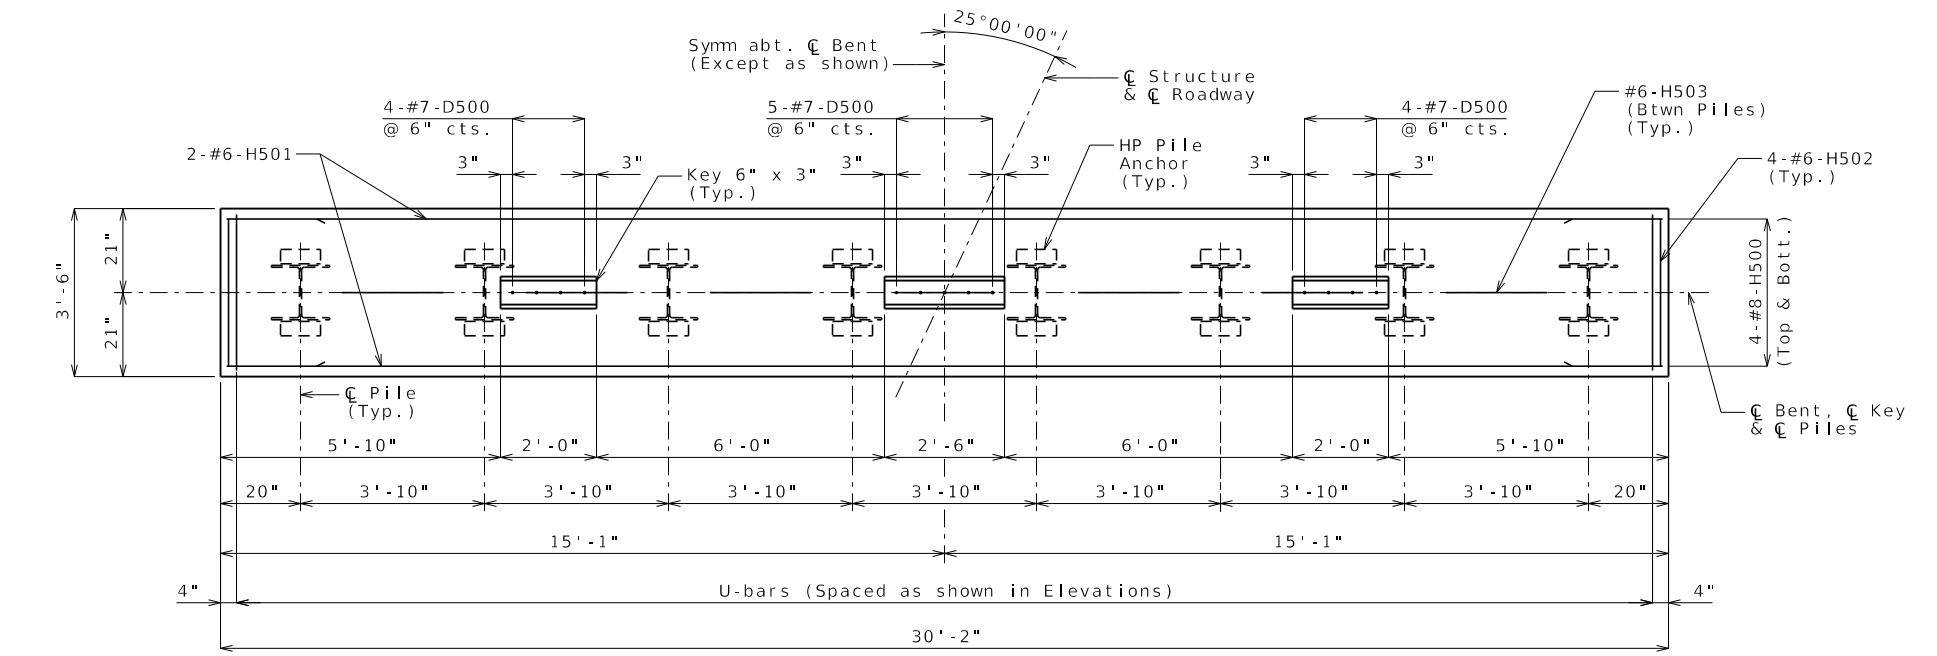 25°00'00"
Symm abt. ℄ Bent
(Except as shown)
℄ Structure
& ℄ Roadway
4-#7-D500
@ 6" cts.
5-#7-D500
@ 6" cts.
4-#7-D500
@ 6" cts.
#6-H503
(Btwn Piles)
(Typ.)
2-#6-H501
3"
3"
Key 6" x 3"
(Typ.)
3"
3"
HP Pile
Anchor
(Typ.)
3"
3"
4-#6-H502
(Typ.)
3'-6"
21"
21"
4-#8-H500
(Top & Bott.)
℄ Pile
(Typ.)
℄ Bent, ℄ Key
& ℄ Piles
5'-10"
2'-0"
6'-0"
2'-6"
6'-0"
2'-0"
5'-10"
20"
3'-10"
3'-10"
3'-10"
3'-10"
3'-10"
3'-10"
3'-10"
20"
15'-1"
15'-1"
4"
U-bars (Spaced as shown in Elevations)
4"
30'-2"